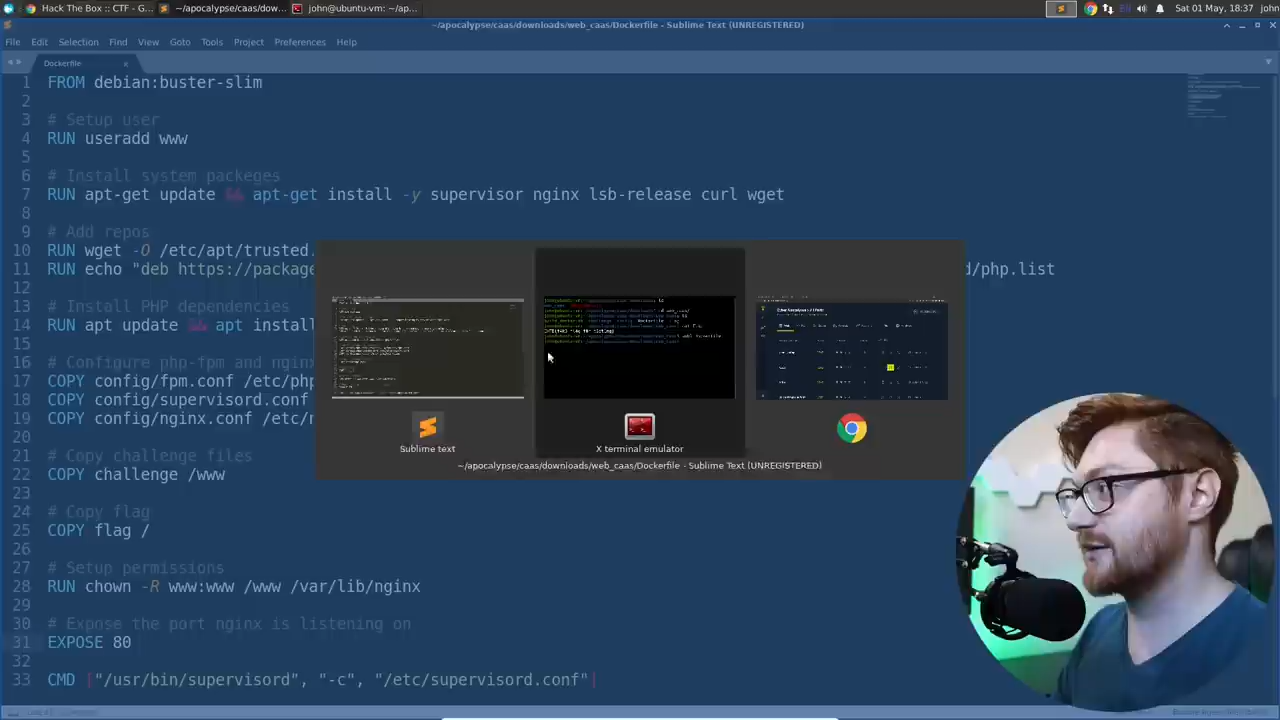 Hack The Box :: CTF - G...
~/apocalypse/caas/dow...
john@ubuntu-vm: ~/ap...
Sat 01 May, 18:37
john
~/apocalypse/caas/downloads/web_caas/Dockerfile - Sublime Text (UNREGISTERED)
File Edit Selection Find View Goto Tools Project Preferences Help
Dockerfile
1 FROM debian:buster-slim
2
3 # Setup user
4 RUN useradd www
5
6 # Install system packeges
7 RUN apt-get update && apt-get install -y supervisor nginx lsb-release curl wget
8
9 # Add repos
10 RUN wget -O /etc/apt/trusted.
11 RUN echo "deb https://package
d/php.list
12
13 # Install PHP dependencies
14 RUN apt update && apt install
15
16 # Configure php-fpm and nginx
17 COPY config/fpm.conf /etc/php
18 COPY config/supervisord.conf
19 COPY config/nginx.conf /etc/n
20
21 # Copy challenge files
22 COPY challenge /www
23
24 # Copy flag
25 COPY flag /
26
27 # Setup permissions
28 RUN chown -R www:www /www /var/lib/nginx
29
30 # Expose the port nginx is listening on
31 EXPOSE 80
32
33 CMD ["/usr/bin/supervisord", "-c", "/etc/supervisord.conf"]
Sublime text
X terminal emulator
~/apocalypse/caas/downloads/web_caas/Dockerfile - Sublime Text (UNREGISTERED)